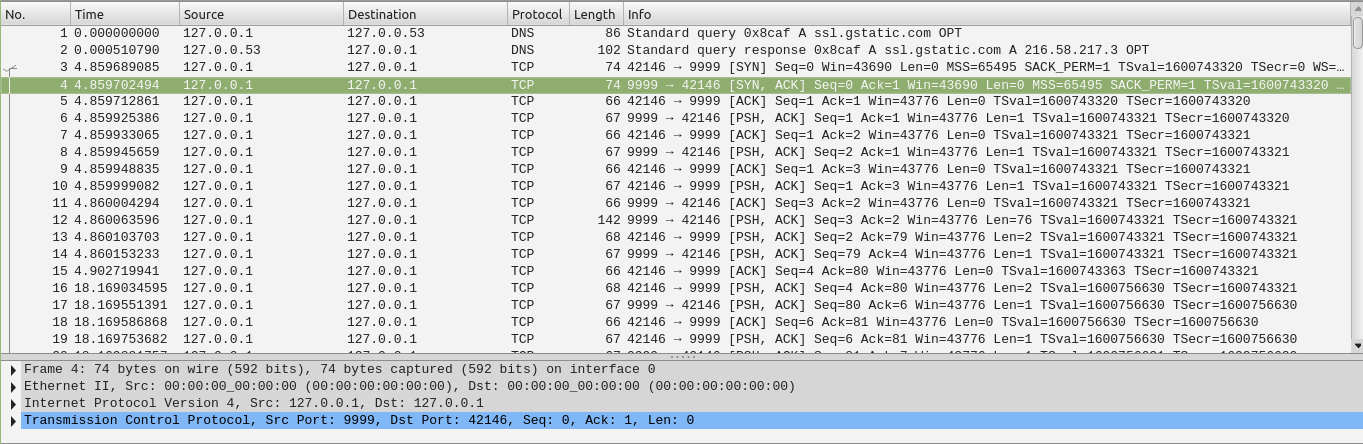 No. Time Source Destination Protocol Length Info
1 0.000000000 127.0.0.1 127.0.0.53 DNS 86 Standard query 0x8caf A ssl.gstatic.com OPT
2 0.000510790 127.0.0.53 127.0.0.1 DNS 102 Standard query response 0x8caf A ssl.gstatic.com A 216.58.217.3 OPT
3 4.859689085 127.0.0.1 127.0.0.1 TCP 74 42146 → 9999 [SYN] Seq=0 Win=43690 Len=0 MSS=65495 SACK_PERM=1 TSval=1600743320 TSecr=0 WS=…
4 4.859702494 127.0.0.1 127.0.0.1 TCP 74 9999 → 42146 [SYN, ACK] Seq=0 Ack=1 Win=43690 Len=0 MSS=65495 SACK_PERM=1 TSval=1600743320 …
5 4.859712861 127.0.0.1 127.0.0.1 TCP 66 42146 → 9999 [ACK] Seq=1 Ack=1 Win=43776 Len=0 TSval=1600743320 TSecr=1600743320
6 4.859925386 127.0.0.1 127.0.0.1 TCP 67 9999 → 42146 [PSH, ACK] Seq=1 Ack=1 Win=43776 Len=1 TSval=1600743321 TSecr=1600743320
7 4.859933065 127.0.0.1 127.0.0.1 TCP 66 42146 → 9999 [ACK] Seq=1 Ack=2 Win=43776 Len=0 TSval=1600743321 TSecr=1600743321
8 4.859945659 127.0.0.1 127.0.0.1 TCP 67 9999 → 42146 [PSH, ACK] Seq=2 Ack=1 Win=43776 Len=1 TSval=1600743321 TSecr=1600743321
9 4.859948835 127.0.0.1 127.0.0.1 TCP 66 42146 → 9999 [ACK] Seq=1 Ack=3 Win=43776 Len=0 TSval=1600743321 TSecr=1600743321
10 4.859999082 127.0.0.1 127.0.0.1 TCP 67 42146 → 9999 [PSH, ACK] Seq=1 Ack=3 Win=43776 Len=1 TSval=1600743321 TSecr=1600743321
11 4.860004294 127.0.0.1 127.0.0.1 TCP 66 9999 → 42146 [ACK] Seq=3 Ack=2 Win=43776 Len=0 TSval=1600743321 TSecr=1600743321
12 4.860063596 127.0.0.1 127.0.0.1 TCP 142 9999 → 42146 [PSH, ACK] Seq=3 Ack=2 Win=43776 Len=76 TSval=1600743321 TSecr=1600743321
13 4.860103703 127.0.0.1 127.0.0.1 TCP 68 42146 → 9999 [PSH, ACK] Seq=2 Ack=79 Win=43776 Len=2 TSval=1600743321 TSecr=1600743321
14 4.860153233 127.0.0.1 127.0.0.1 TCP 67 9999 → 42146 [PSH, ACK] Seq=79 Ack=4 Win=43776 Len=1 TSval=1600743321 TSecr=1600743321
15 4.902719941 127.0.0.1 127.0.0.1 TCP 66 42146 → 9999 [ACK] Seq=4 Ack=80 Win=43776 Len=0 TSval=1600743363 TSecr=1600743321
16 18.169034595 127.0.0.1 127.0.0.1 TCP 68 42146 → 9999 [PSH, ACK] Seq=4 Ack=80 Win=43776 Len=2 TSval=1600756630 TSecr=1600743321
17 18.169551391 127.0.0.1 127.0.0.1 TCP 67 9999 → 42146 [PSH, ACK] Seq=80 Ack=6 Win=43776 Len=1 TSval=1600756630 TSecr=1600756630
18 18.169586868 127.0.0.1 127.0.0.1 TCP 66 42146 → 9999 [ACK] Seq=6 Ack=81 Win=43776 Len=0 TSval=1600756630 TSecr=1600756630
19 18.169753682 127.0.0.1 127.0.0.1 TCP 67 42146 → 9999 [PSH, ACK] Seq=6 Ack=81 Win=43776 Len=1 TSval=1600756630 TSecr=1600756630
Frame 4: 74 bytes on wire (592 bits), 74 bytes captured (592 bits) on interface 0
Ethernet II, Src: 00:00:00_00:00:00 (00:00:00:00:00:00), Dst: 00:00:00_00:00:00 (00:00:00:00:00:00)
Internet Protocol Version 4, Src: 127.0.0.1, Dst: 127.0.0.1
Transmission Control Protocol, Src Port: 9999, Dst Port: 42146, Seq: 0, Ack: 1, Len: 0